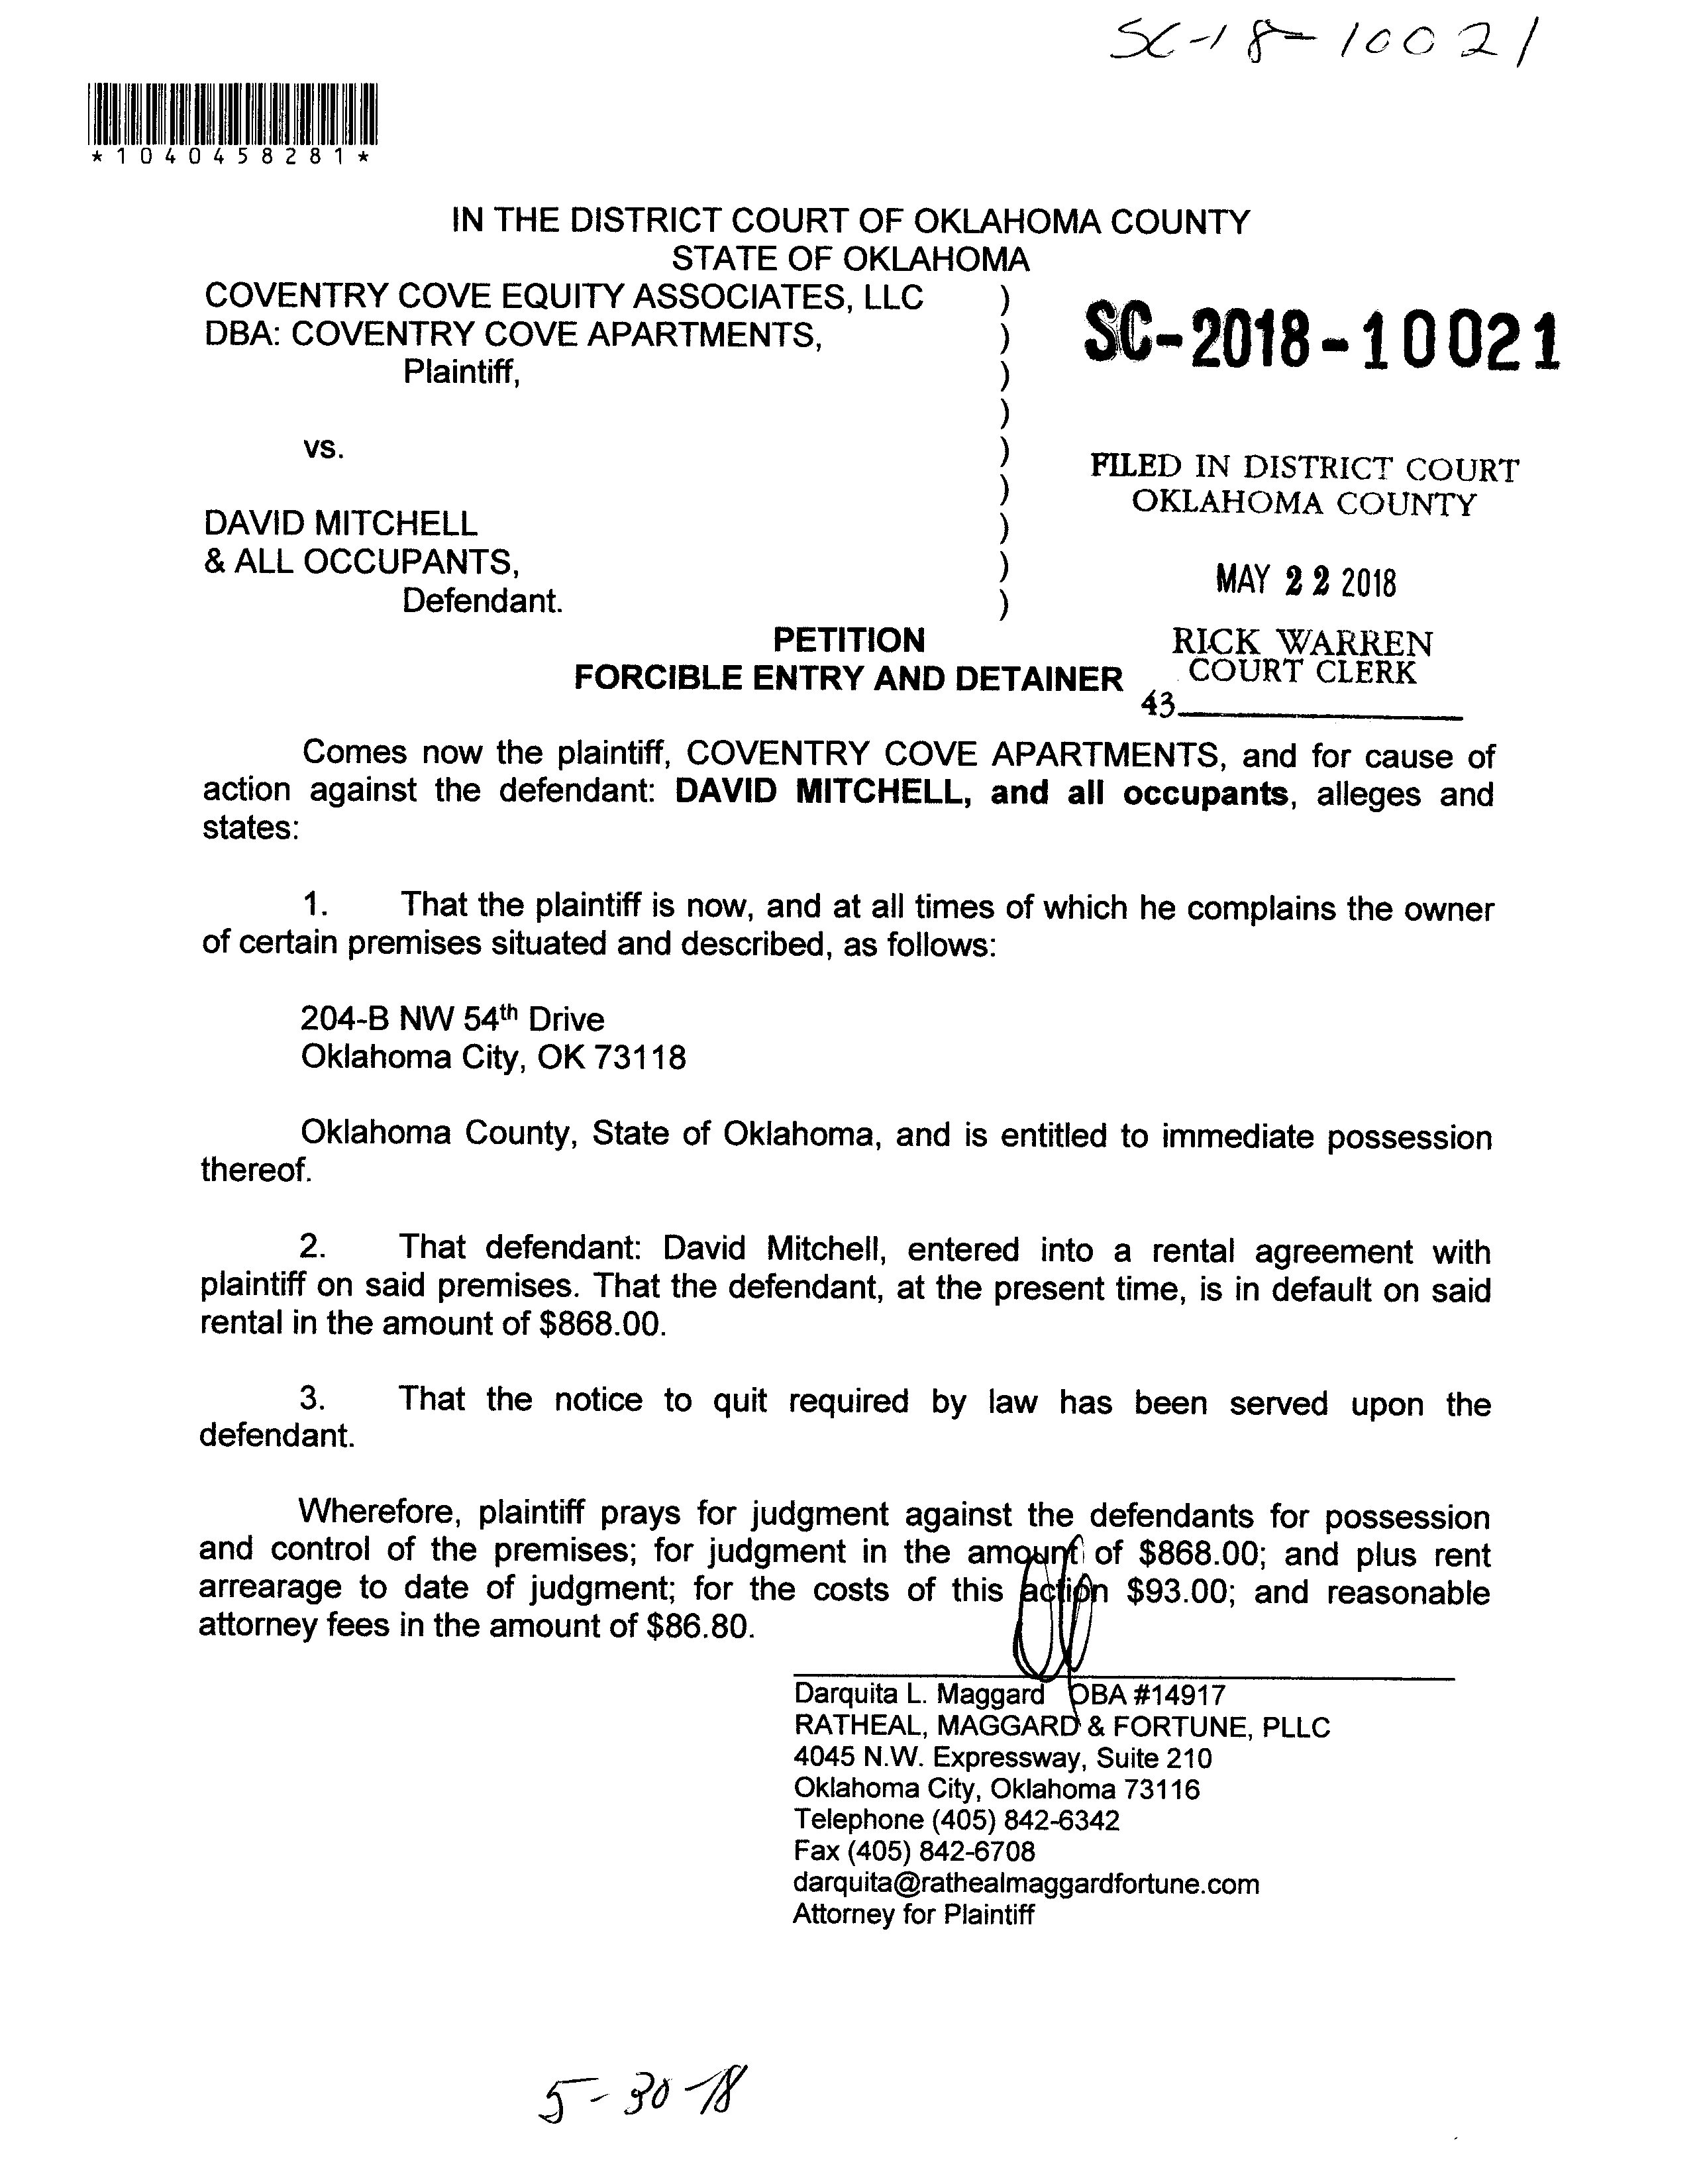 SC-18-10021
*1040458281*
IN THE DISTRICT COURT OF OKLAHOMA COUNTY
STATE OF OKLAHOMA
COVENTRY COVE EQUITY ASSOCIATES, LLC )
DBA: COVENTRY COVE APARTMENTS, )
Plaintiff, )
)
vs. )
)
DAVID MITCHELL )
& ALL OCCUPANTS, )
Defendant. )
SC-2018-10021
FILED IN DISTRICT COURT
OKLAHOMA COUNTY
MAY 22 2018
RICK WARREN
COURT CLERK
43
PETITION
FORCIBLE ENTRY AND DETAINER
Comes now the plaintiff, COVENTRY COVE APARTMENTS, and for cause of
action against the defendant: DAVID MITCHELL, and all occupants, alleges and
states:
1. That the plaintiff is now, and at all times of which he complains the owner
of certain premises situated and described, as follows:
204-B NW 54th Drive
Oklahoma City, OK 73118
Oklahoma County, State of Oklahoma, and is entitled to immediate possession
thereof.
2. That defendant: David Mitchell, entered into a rental agreement with
plaintiff on said premises. That the defendant, at the present time, is in default on said
rental in the amount of $868.00.
3. That the notice to quit required by law has been served upon the
defendant.
Wherefore, plaintiff prays for judgment against the defendants for possession
and control of the premises; for judgment in the amount of $868.00; and plus rent
arrearage to date of judgment; for the costs of this action $93.00; and reasonable
attorney fees in the amount of $86.80.
Darquita L. Maggard OBA #14917
RATHEAL, MAGGARD & FORTUNE, PLLC
4045 N.W. Expressway, Suite 210
Oklahoma City, Oklahoma 73116
Telephone (405) 842-6342
Fax (405) 842-6708
darquita@rathealmaggardfortune.com
Attorney for Plaintiff
5-30-18